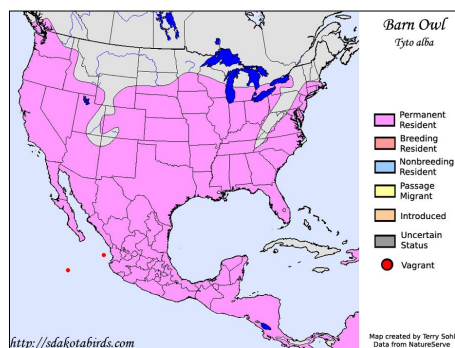 Barn Owl
Tyto alba
Permanent
Resident
Breeding
Resident
Nonbreeding
Resident
Passage
Migrant
Introduced
Uncertain
Status
Vagrant
Map created by Terry Sohl
Data from NatureServe
http://sdakotabirds.com